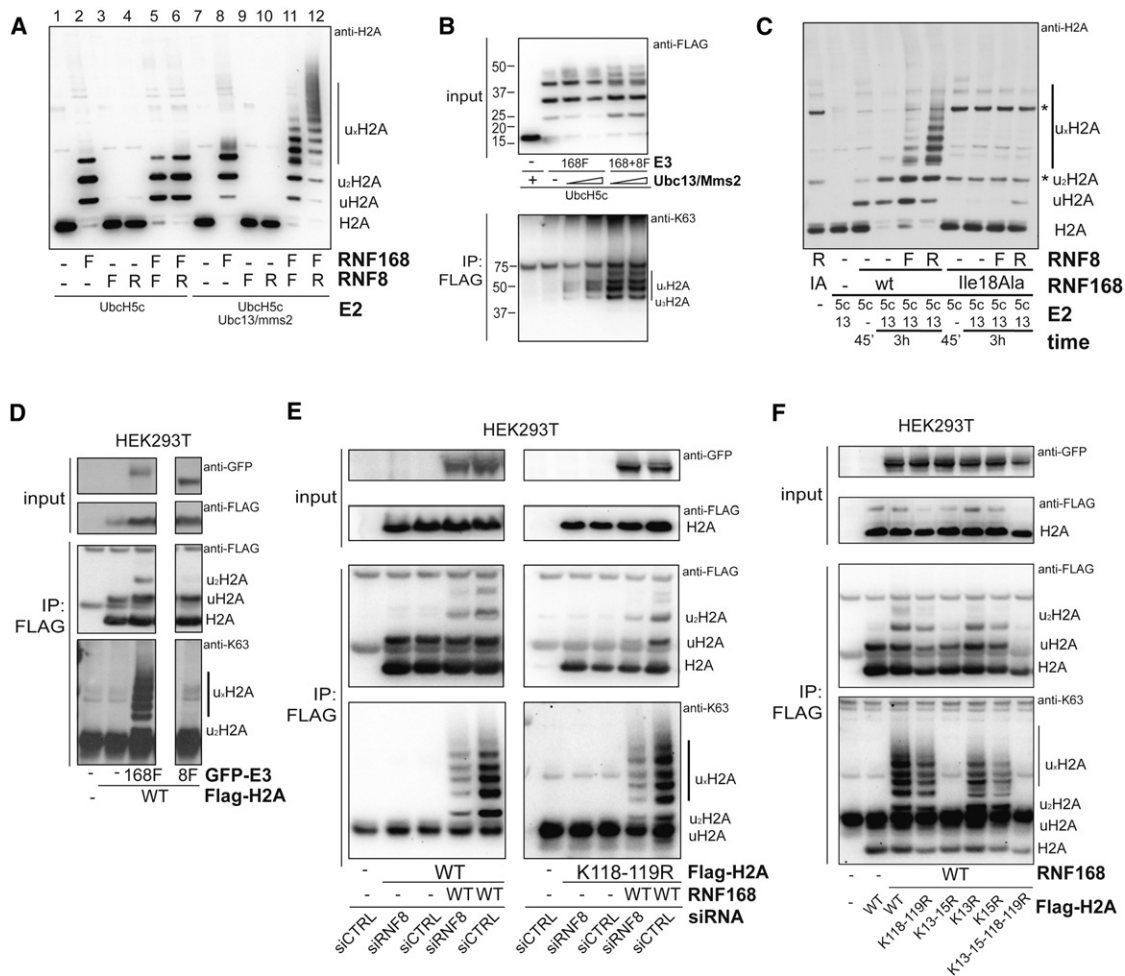 A
1 2 3 4 5 6 7 8 9 10 11 12
anti-H2A
uxH2A
u2H2A
uH2A
H2A
- F - - F F - F - - F F RNF168
- - F R F R - - F R F R RNF8
UbcH5c UbcH5c
Ubc13/mms2 E2
B
anti-FLAG
input
50
37
25
20
15
- 168F 168+8F E3
+ - Ubc13/Mms2
UbcH5c
anti-K63
IP:
FLAG
75
50
37
uxH2A
u3H2A
C
anti-H2A
*
uxH2A
*
u2H2A
uH2A
H2A
R - - - F R - - F R RNF8
IA - wt Ile18Ala RNF168
- 5c 5c 5c 5c 5c 5c 5c 5c 5c E2
13 - 13 13 13 - 13 13 13
45' 3h 45' 3h time
D
HEK293T
input
anti-GFP
anti-FLAG
IP:
FLAG
anti-FLAG
u2H2A
uH2A
H2A
anti-K63
uxH2A
u2H2A
- - 168F 8F GFP-E3
- WT Flag-H2A
E
HEK293T
input
anti-GFP
anti-FLAG
H2A
IP:
FLAG
anti-FLAG
u2H2A
uH2A
H2A
anti-K63
uxH2A
u2H2A
uH2A
- WT - K118-119R Flag-H2A
- - - WT WT - - - WT WT RNF168
siCTRL siRNF8 siCTRL siRNF8 siCTRL siCTRL siRNF8 siCTRL siRNF8 siCTRL siRNA
F
HEK293T
input
anti-GFP
anti-FLAG
H2A
IP:
FLAG
anti-FLAG
u2H2A
uH2A
H2A
anti-K63
uxH2A
u2H2A
uH2A
H2A
- - WT RNF168
- WT WT K118-119R K13-15R K13R K15R K13-15-118-119R Flag-H2A